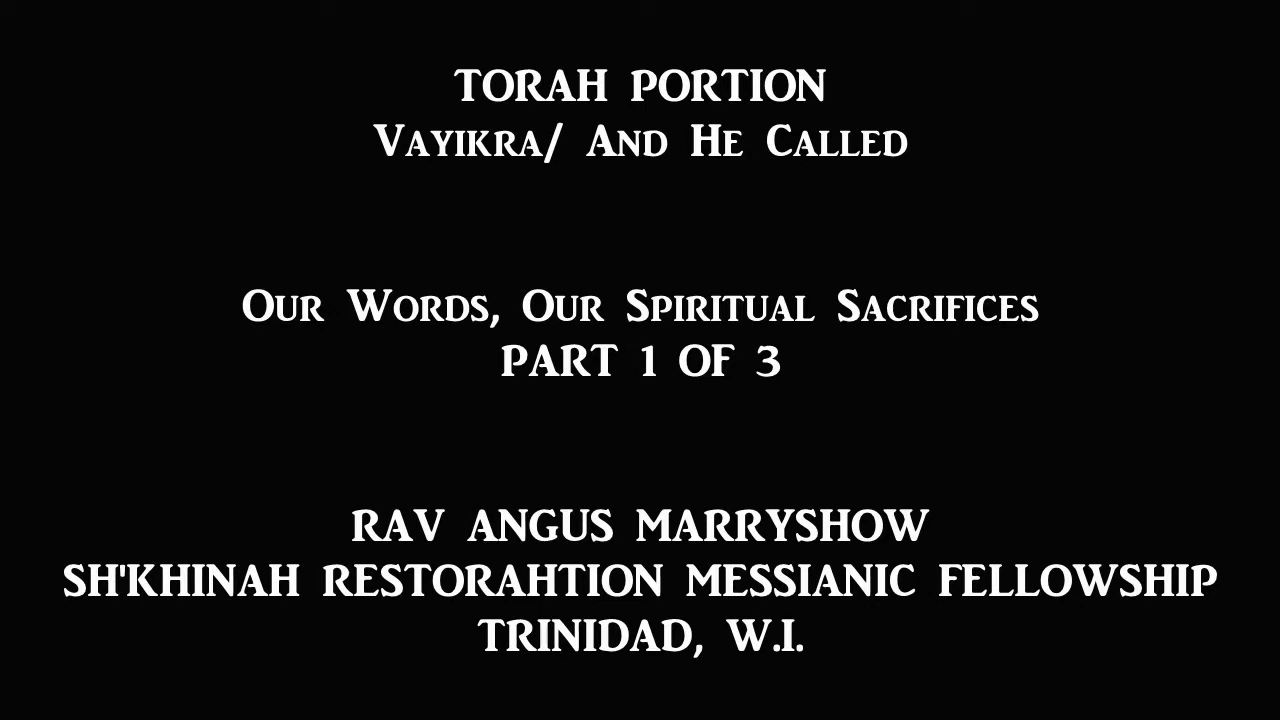 TORAH PORTION
Vayikra/ And He Called
Our Words, Our Spiritual Sacrifices
PART 1 OF 3
RAV ANGUS MARRYSHOW
SH'KHINAH RESTORAHTION MESSIANIC FELLOWSHIP
TRINIDAD, W.I.